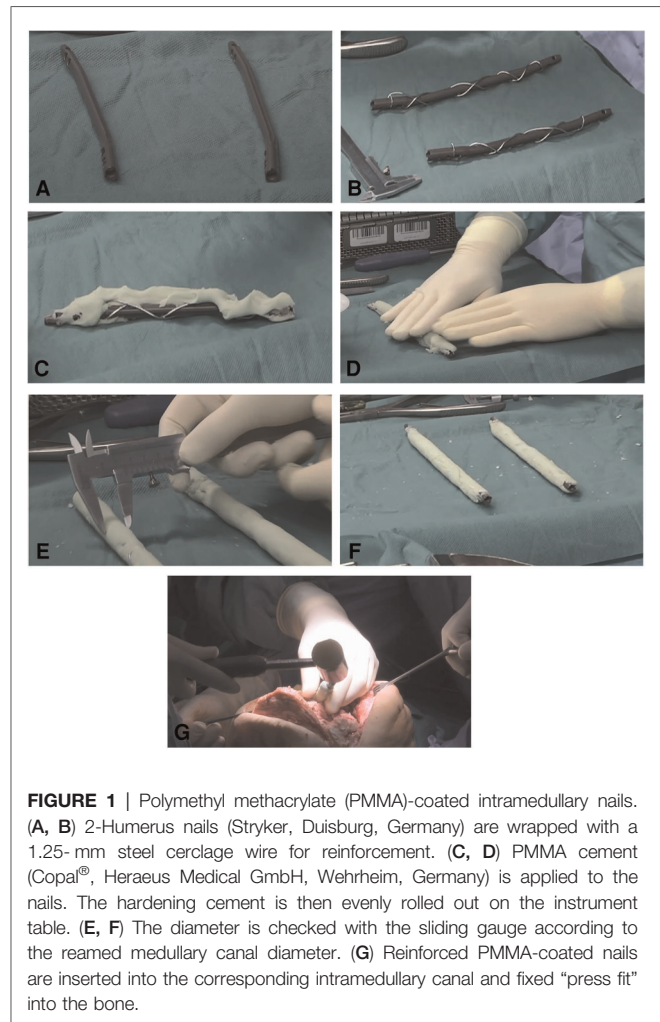 A
B
C
D
E
F
G
FIGURE 1 | Polymethyl methacrylate (PMMA)-coated intramedullary nails.
(A, B) 2-Humerus nails (Stryker, Duisburg, Germany) are wrapped with a
1.25- mm steel cerclage wire for reinforcement. (C, D) PMMA cement
(Copal®, Heraeus Medical GmbH, Wehrheim, Germany) is applied to the
nails. The hardening cement is then evenly rolled out on the instrument
table. (E, F) The diameter is checked with the sliding gauge according to
the reamed medullary canal diameter. (G) Reinforced PMMA-coated nails
are inserted into the corresponding intramedullary canal and fixed “press fit”
into the bone.